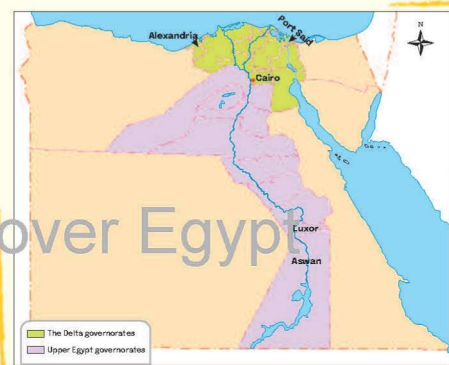 N
Alexandria
Port Said
Cairo
over Egypt
Luxor
Aswan
The Delta governorates
Upper Egypt governorates